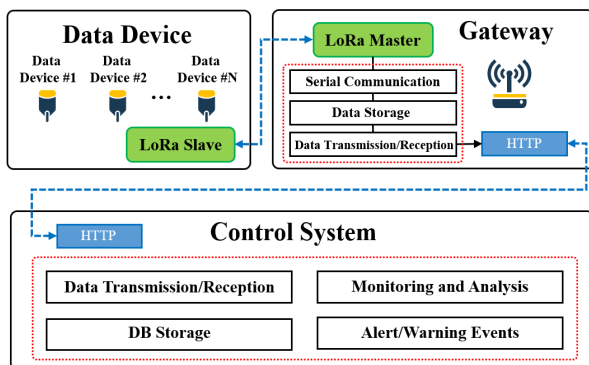 Data Device
Data
Device #1
Data
Device #2
...
Data
Device #N
LoRa Slave
Gateway
LoRa Master
Serial Communication
Data Storage
Data Transmission/Reception
HTTP
Control System
HTTP
Data Transmission/Reception
Monitoring and Analysis
DB Storage
Alert/Warning Events